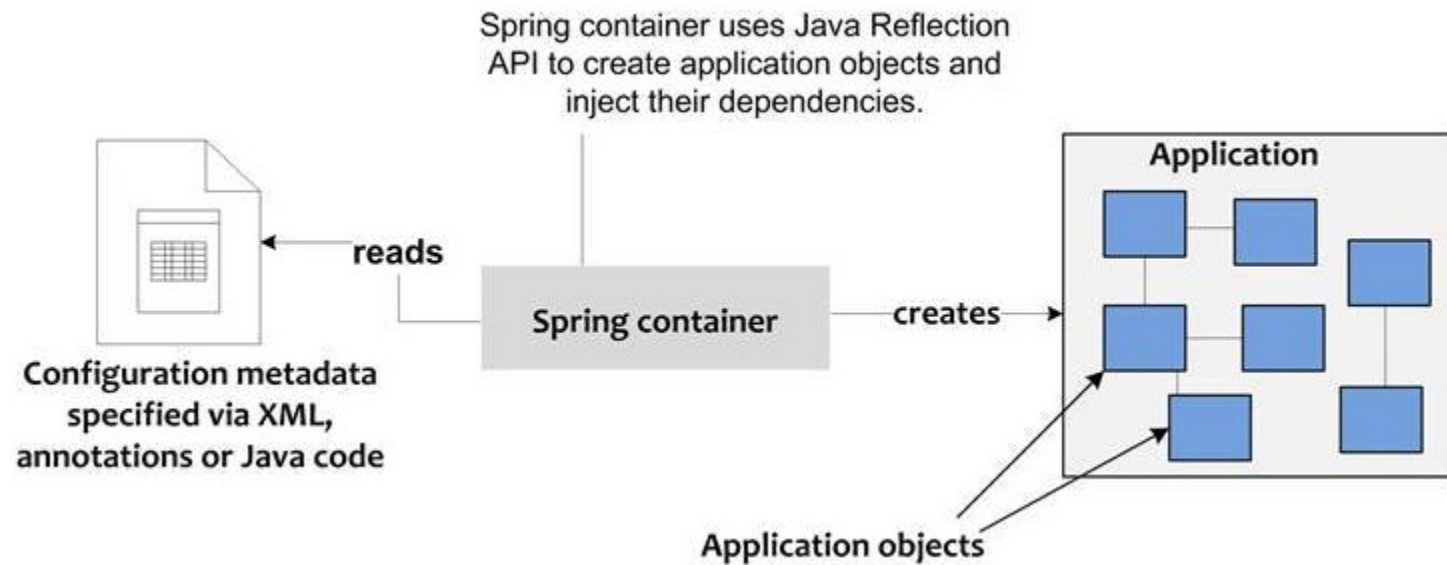 Spring container uses Java Reflection
API to create application objects and
inject their dependencies.
Application
reads
Spring container
creates
Configuration metadata
specified via XML,
annotations or Java code
Application objects